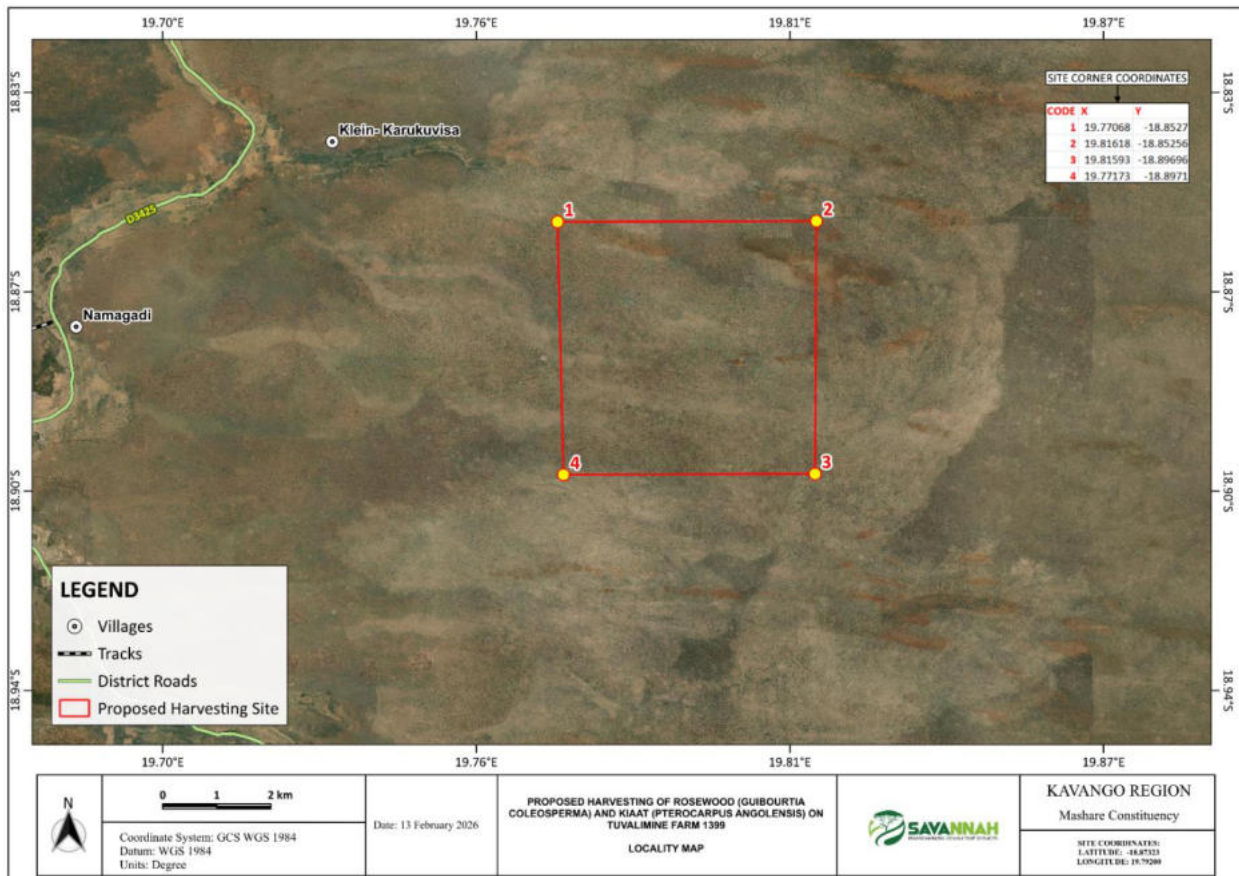 19.70°E 19.76°E 19.81°E 19.87°E
18.83°S 18.83°S
SITE CORNER COORDINATES
CODE X Y
1 19.77068 -18.8527
2 19.81618 -18.85256
3 19.81593 -18.89696
4 19.77173 -18.8971
Klein- Karukuvisa
D3425
1 2
18.87°S 18.87°S
Namagadi
4 3
18.90°S 18.90°S
LEGEND
Villages
Tracks
District Roads
Proposed Harvesting Site
18.94°S 18.94°S
19.70°E 19.76°E 19.81°E 19.87°E
N
0 1 2 km
Coordinate System: GCS WGS 1984
Datum: WGS 1984
Units: Degree
Date: 13 February 2026
PROPOSED HARVESTING OF ROSEWOOD (GUIBOURTIA
COLEOSPERMA) AND KIAAT (PTEROCARPUS ANGOLENSIS) ON
TUVALIMINE FARM 1399
LOCALITY MAP
SAVANNAH
KAVANGO REGION
Mashare Constituency
SITE COORDINATES:
LATITUDE: -18.87323
LONGITUDE: 19.79200